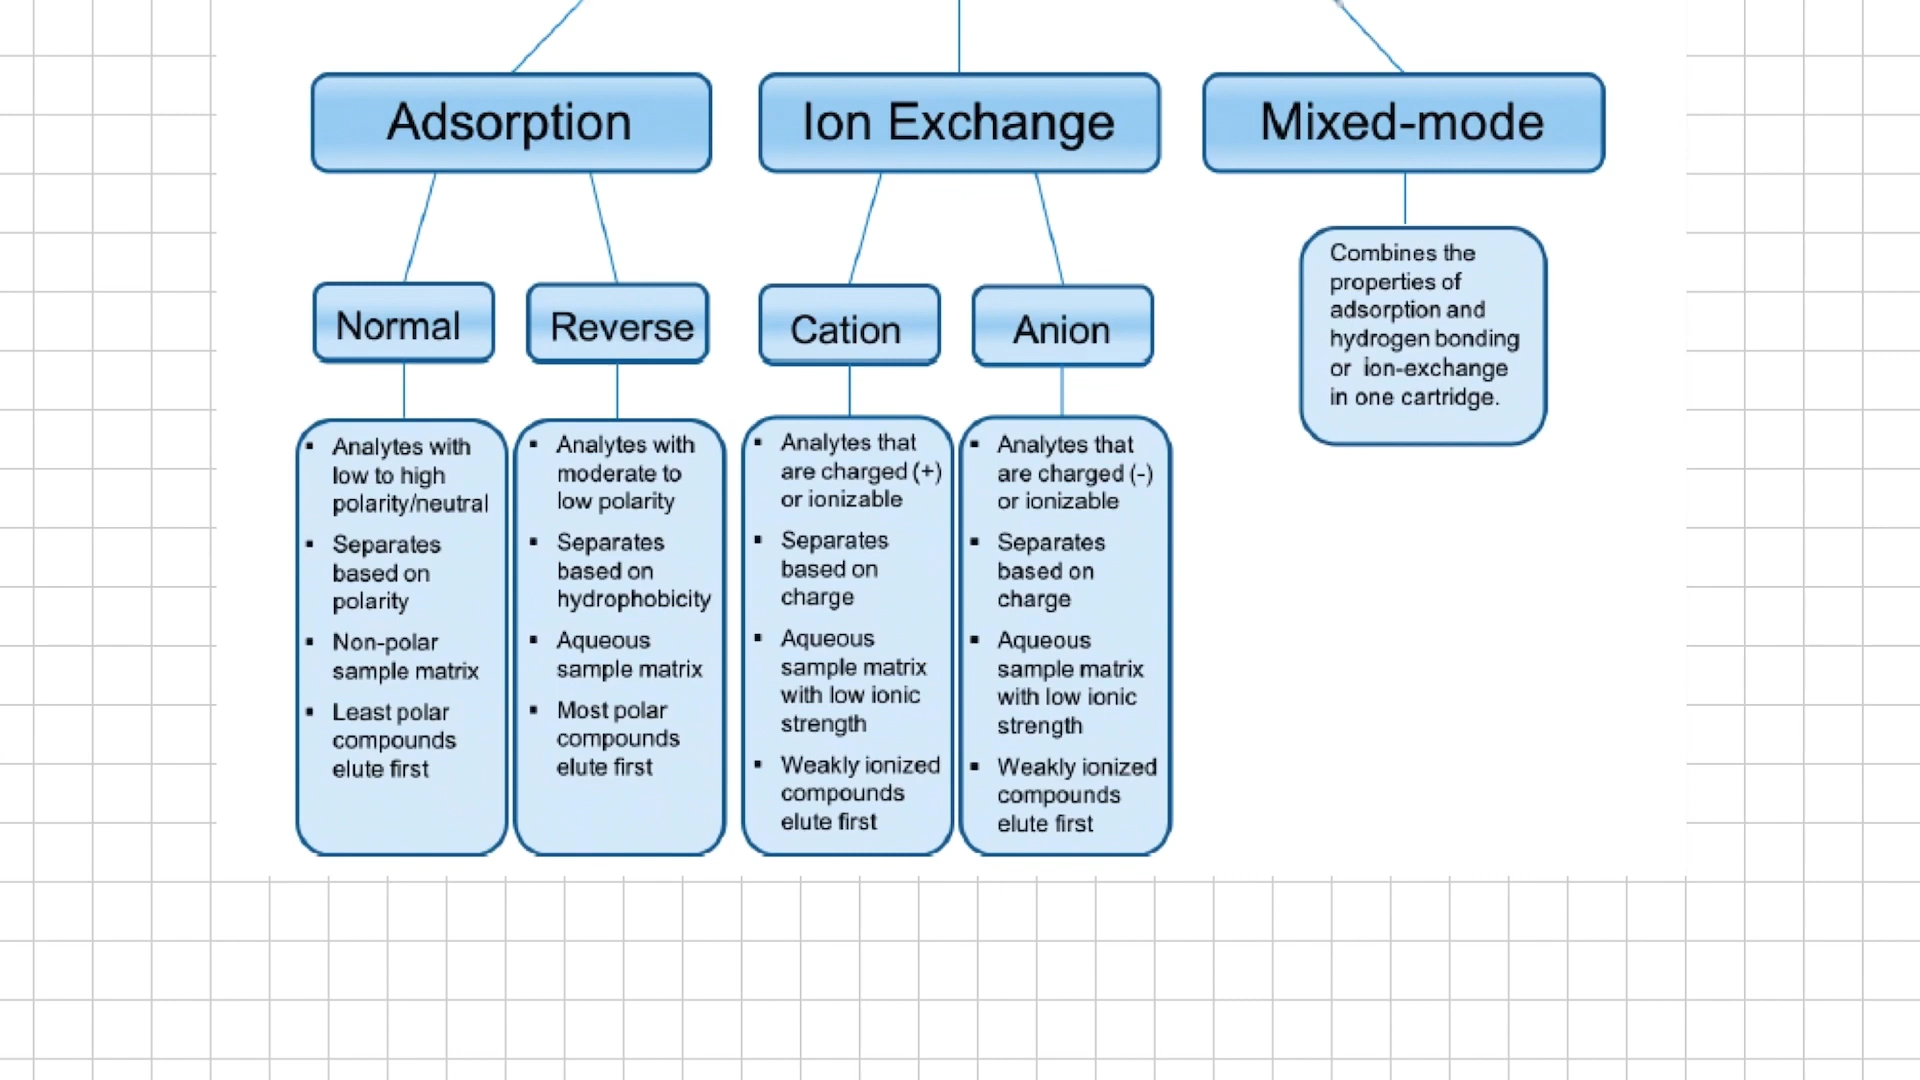 Adsorption
Ion Exchange
Mixed-mode
Combines the
properties of
adsorption and
hydrogen bonding
or ion-exchange
in one cartridge.
Normal
Reverse
Cation
Anion
▪ Analytes with
low to high
polarity/neutral
▪ Separates
based on
polarity
▪ Non-polar
sample matrix
▪ Least polar
compounds
elute first
▪ Analytes with
moderate to
low polarity
▪ Separates
based on
hydrophobicity
▪ Aqueous
sample matrix
▪ Most polar
compounds
elute first
▪ Analytes that
are charged (+)
or ionizable
▪ Separates
based on
charge
▪ Aqueous
sample matrix
with low ionic
strength
▪ Weakly ionized
compounds
elute first
▪ Analytes that
are charged (-)
or ionizable
▪ Separates
based on
charge
▪ Aqueous
sample matrix
with low ionic
strength
▪ Weakly ionized
compounds
elute first